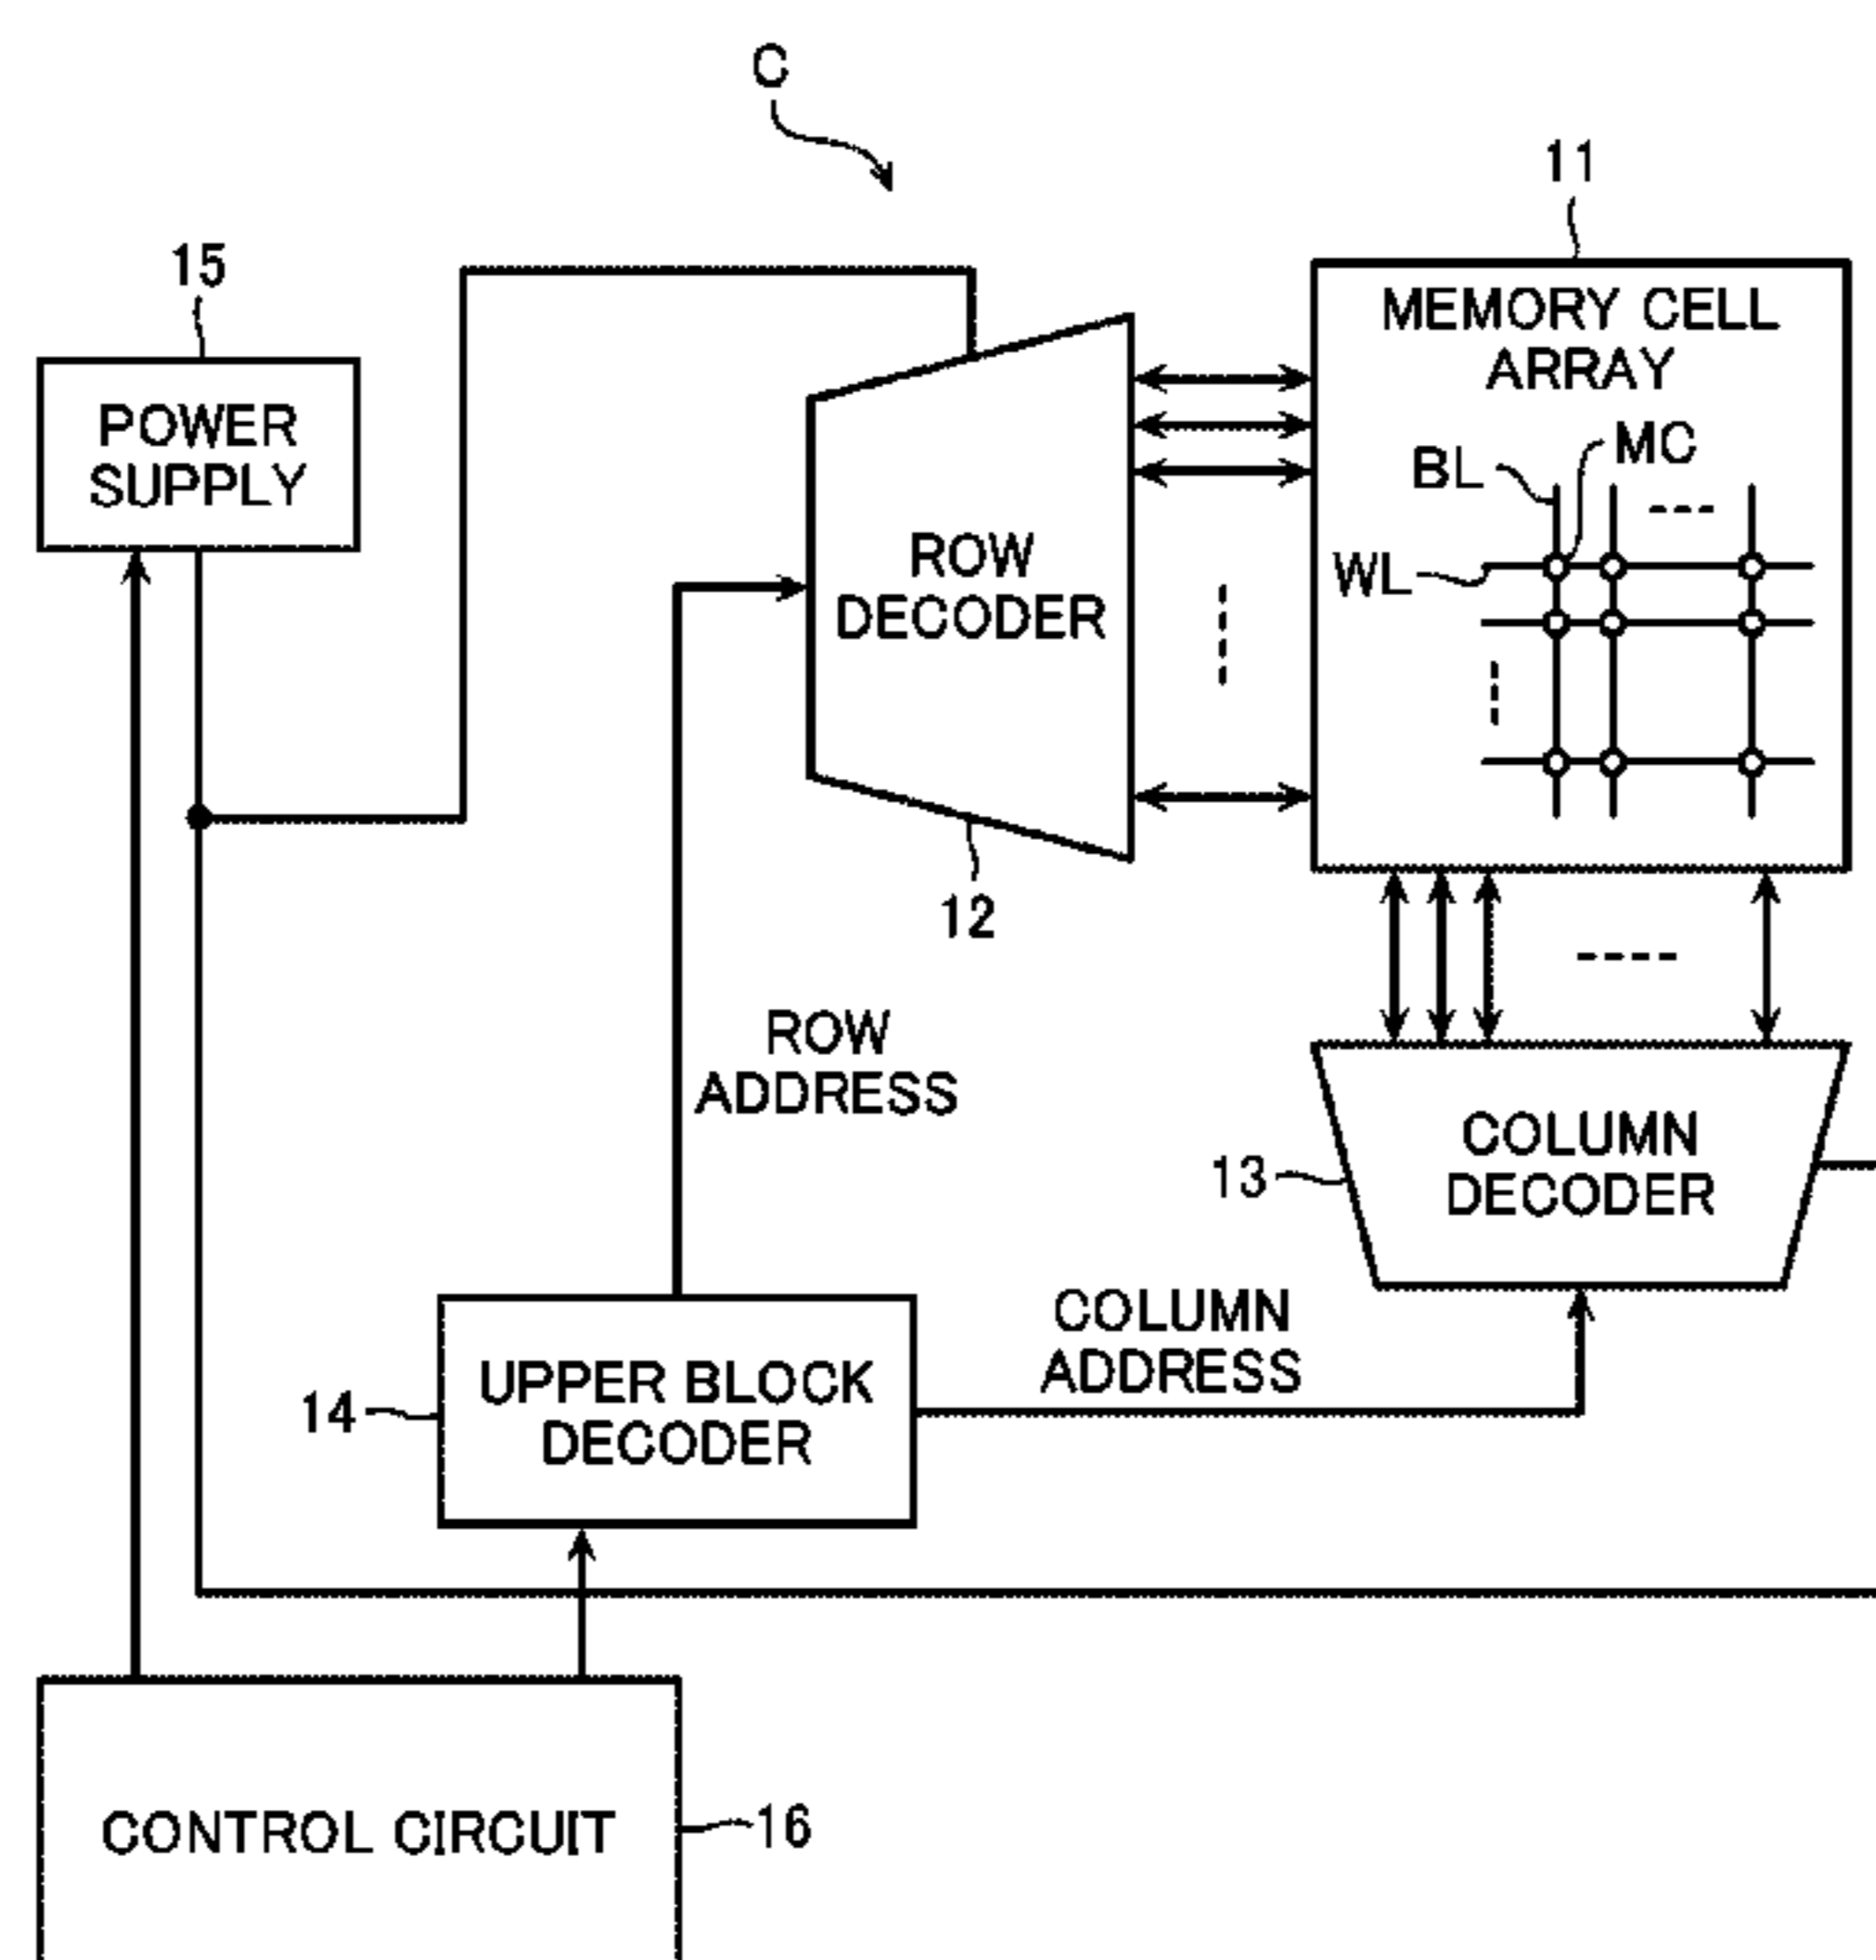 C
11
15
MEMORY CELL
ARRAY
POWER
SUPPLY
BL
MC
WL
ROW
DECODER
12
ROW
ADDRESS
13
COLUMN
DECODER
COLUMN
ADDRESS
14
UPPER BLOCK
DECODER
CONTROL CIRCUIT
16